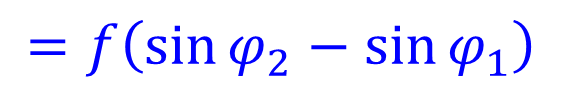 = f(sin φ₂ − sin φ₁)